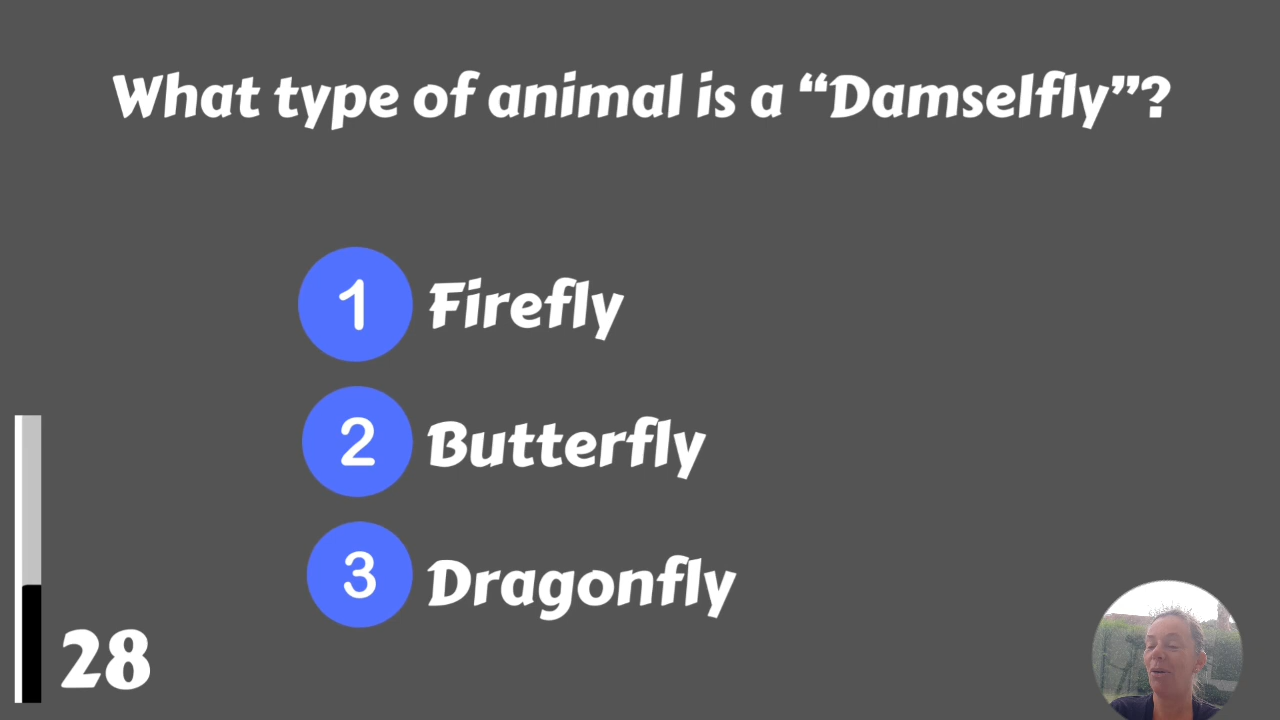 What type of animal is a “Damselfly”?
1 Firefly
2 Butterfly
3 Dragonfly
28